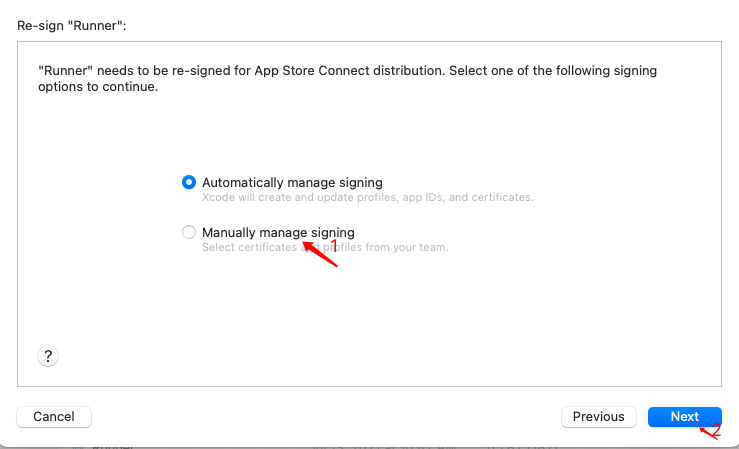 Re-sign "Runner":
"Runner" needs to be re-signed for App Store Connect distribution. Select one of the following signing
options to continue.
Automatically manage signing
Xcode will create and update profiles, app IDs, and certificates.
Manually manage signing
1
Select certificates and profiles from your team.
?
Cancel
Previous
Next
2